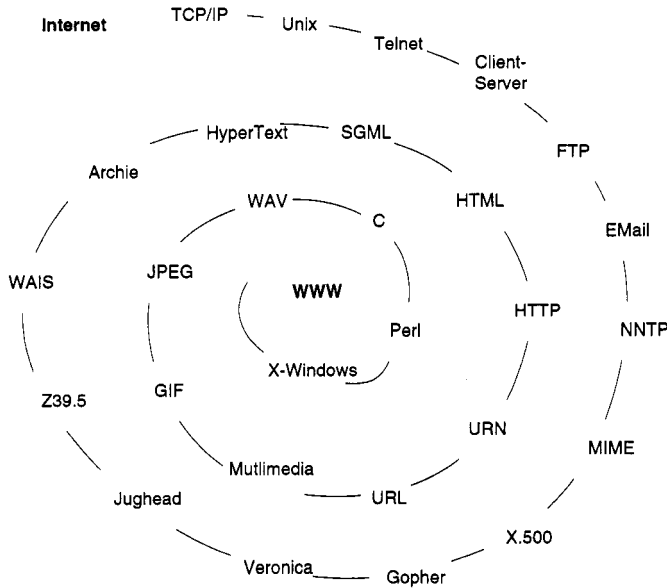 Internet
TCP/IP
Unix
Telnet
Client-
Server
FTP
EMail
NNTP
MIME
X.500
Gopher
Veronica
Jughead
Z39.5
WAIS
Archie
HyperText
SGML
HTML
HTTP
URN
URL
Mutlimedia
GIF
JPEG
WAV
C
Perl
X-Windows
WWW